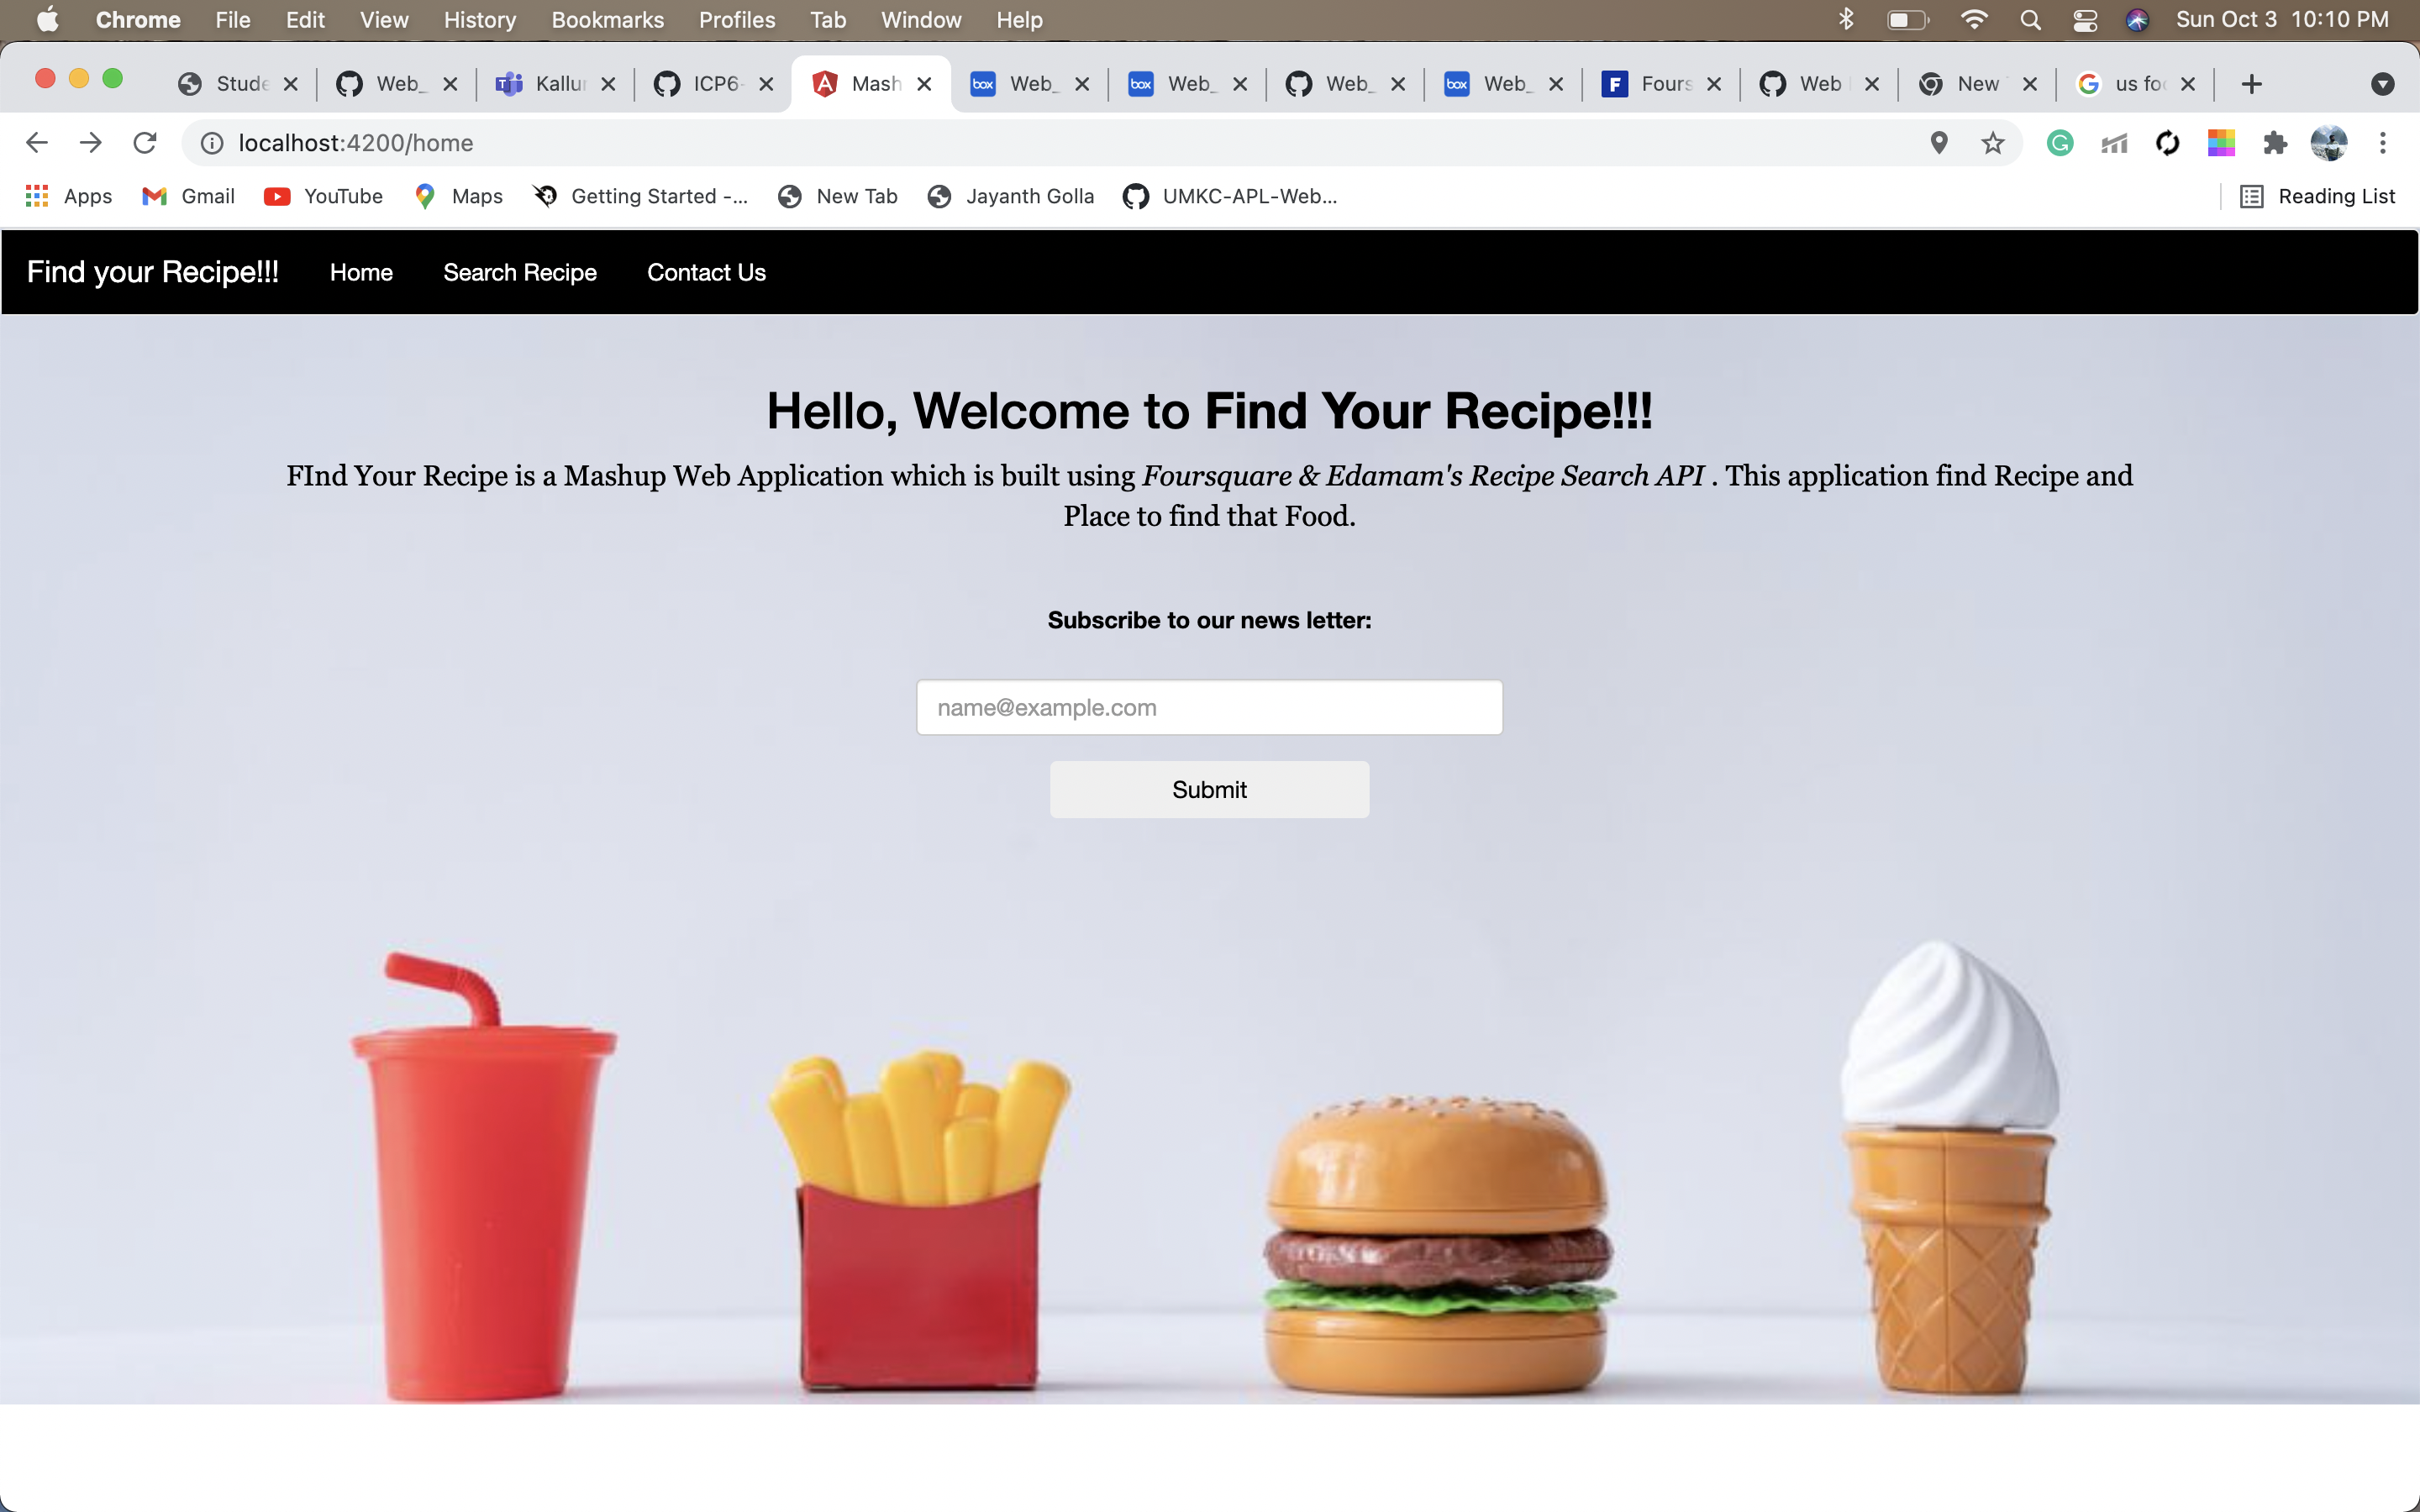 Chrome File Edit View History Bookmarks Profiles Tab Window Help Sun Oct 3 10:10 PM
Stude Web_ Kallur ICP6- Mash Web_ Web_ Web_ Web_ Fours Web New us foo
localhost:4200/home
Apps Gmail YouTube Maps Getting Started -... New Tab Jayanth Golla UMKC-APL-Web... Reading List
Find your Recipe!!! Home Search Recipe Contact Us
Hello, Welcome to Find Your Recipe!!!
FInd Your Recipe is a Mashup Web Application which is built using Foursquare & Edamam's Recipe Search API . This application find Recipe and
Place to find that Food.
Subscribe to our news letter:
name@example.com
Submit